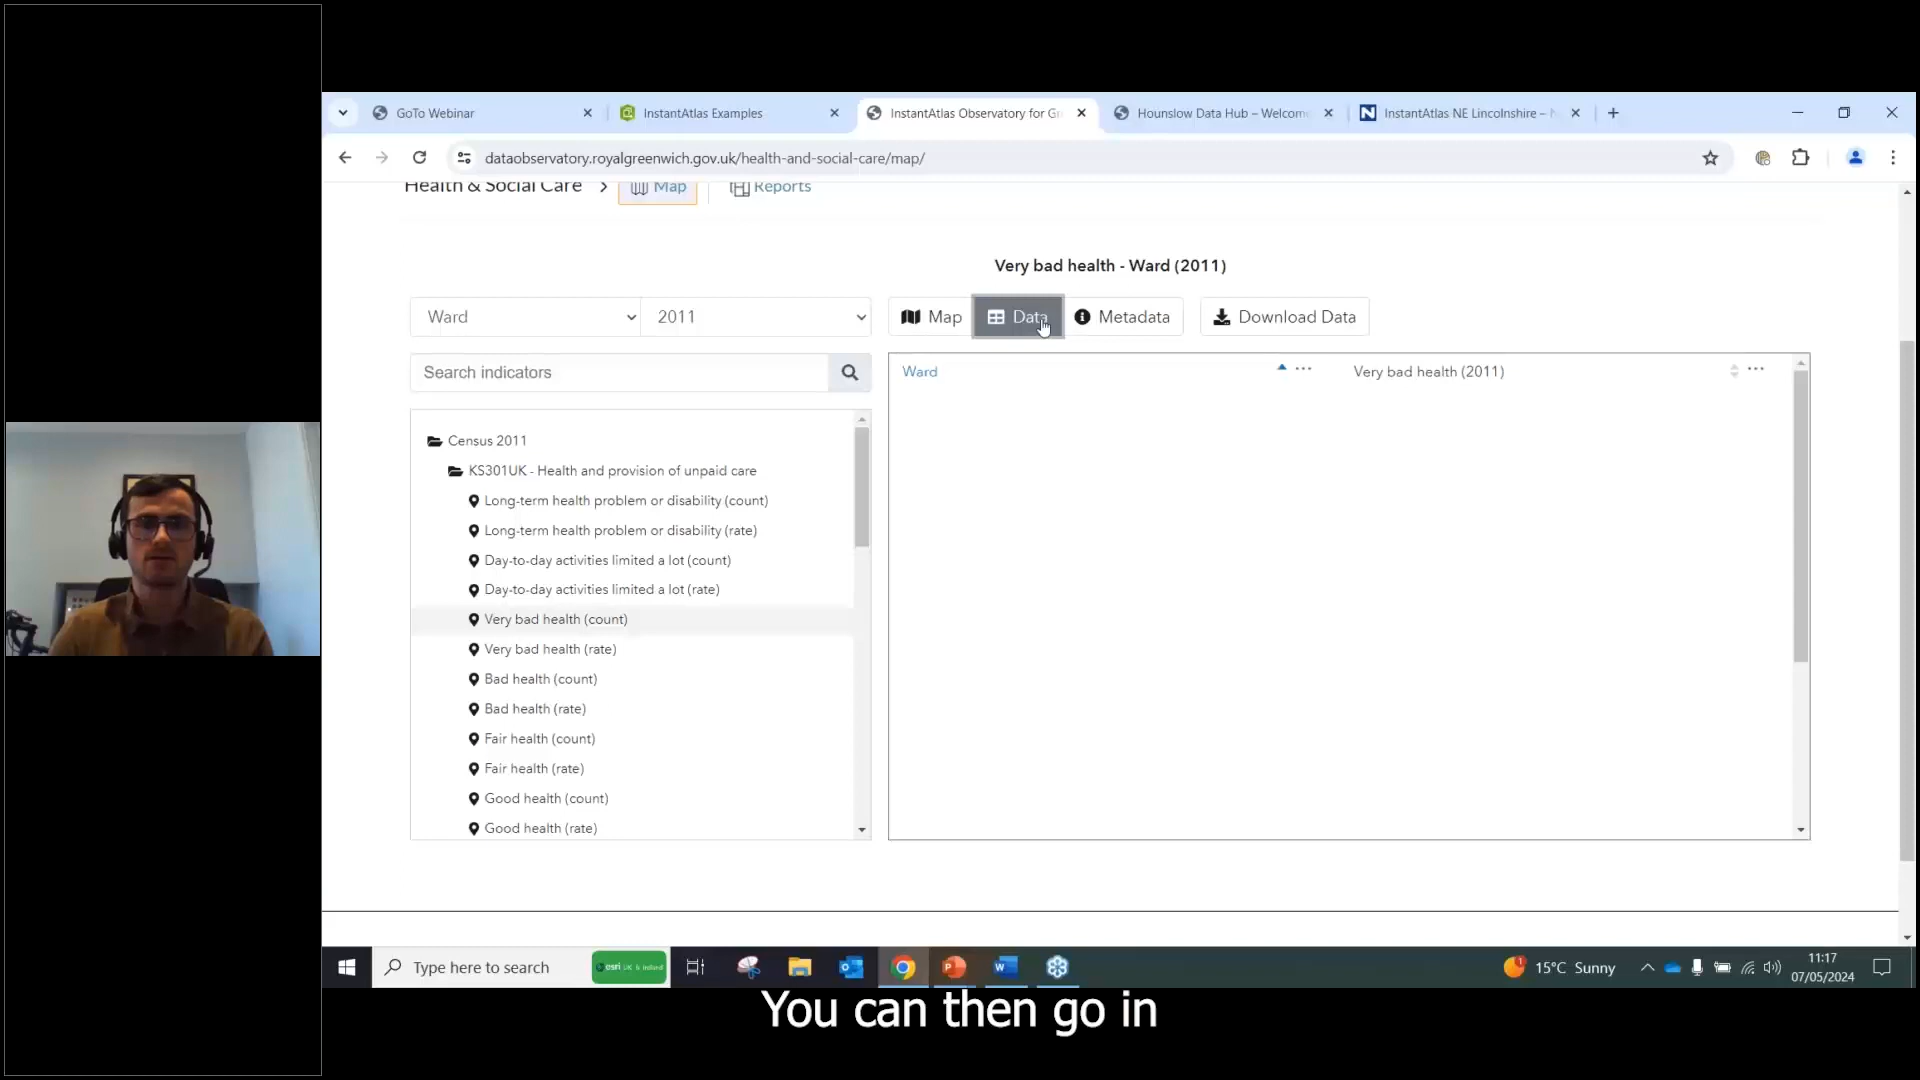 GoTo Webinar
InstantAtlas Examples
InstantAtlas Observatory for Gr
Hounslow Data Hub – Welcom
InstantAtlas NE Lincolnshire –
dataobservatory.royalgreenwich.gov.uk/health-and-social-care/map/
Health & Social Care
Map
Reports
Very bad health - Ward (2011)
Ward
2011
Map
Data
Metadata
Download Data
Search indicators
Ward
Very bad health (2011)
Census 2011
KS301UK - Health and provision of unpaid care
Long-term health problem or disability (count)
Long-term health problem or disability (rate)
Day-to-day activities limited a lot (count)
Day-to-day activities limited a lot (rate)
Very bad health (count)
Very bad health (rate)
Bad health (count)
Bad health (rate)
Fair health (count)
Fair health (rate)
Good health (count)
Good health (rate)
Type here to search
esri UK & Ireland
15°C Sunny
11:17
07/05/2024
You can then go in